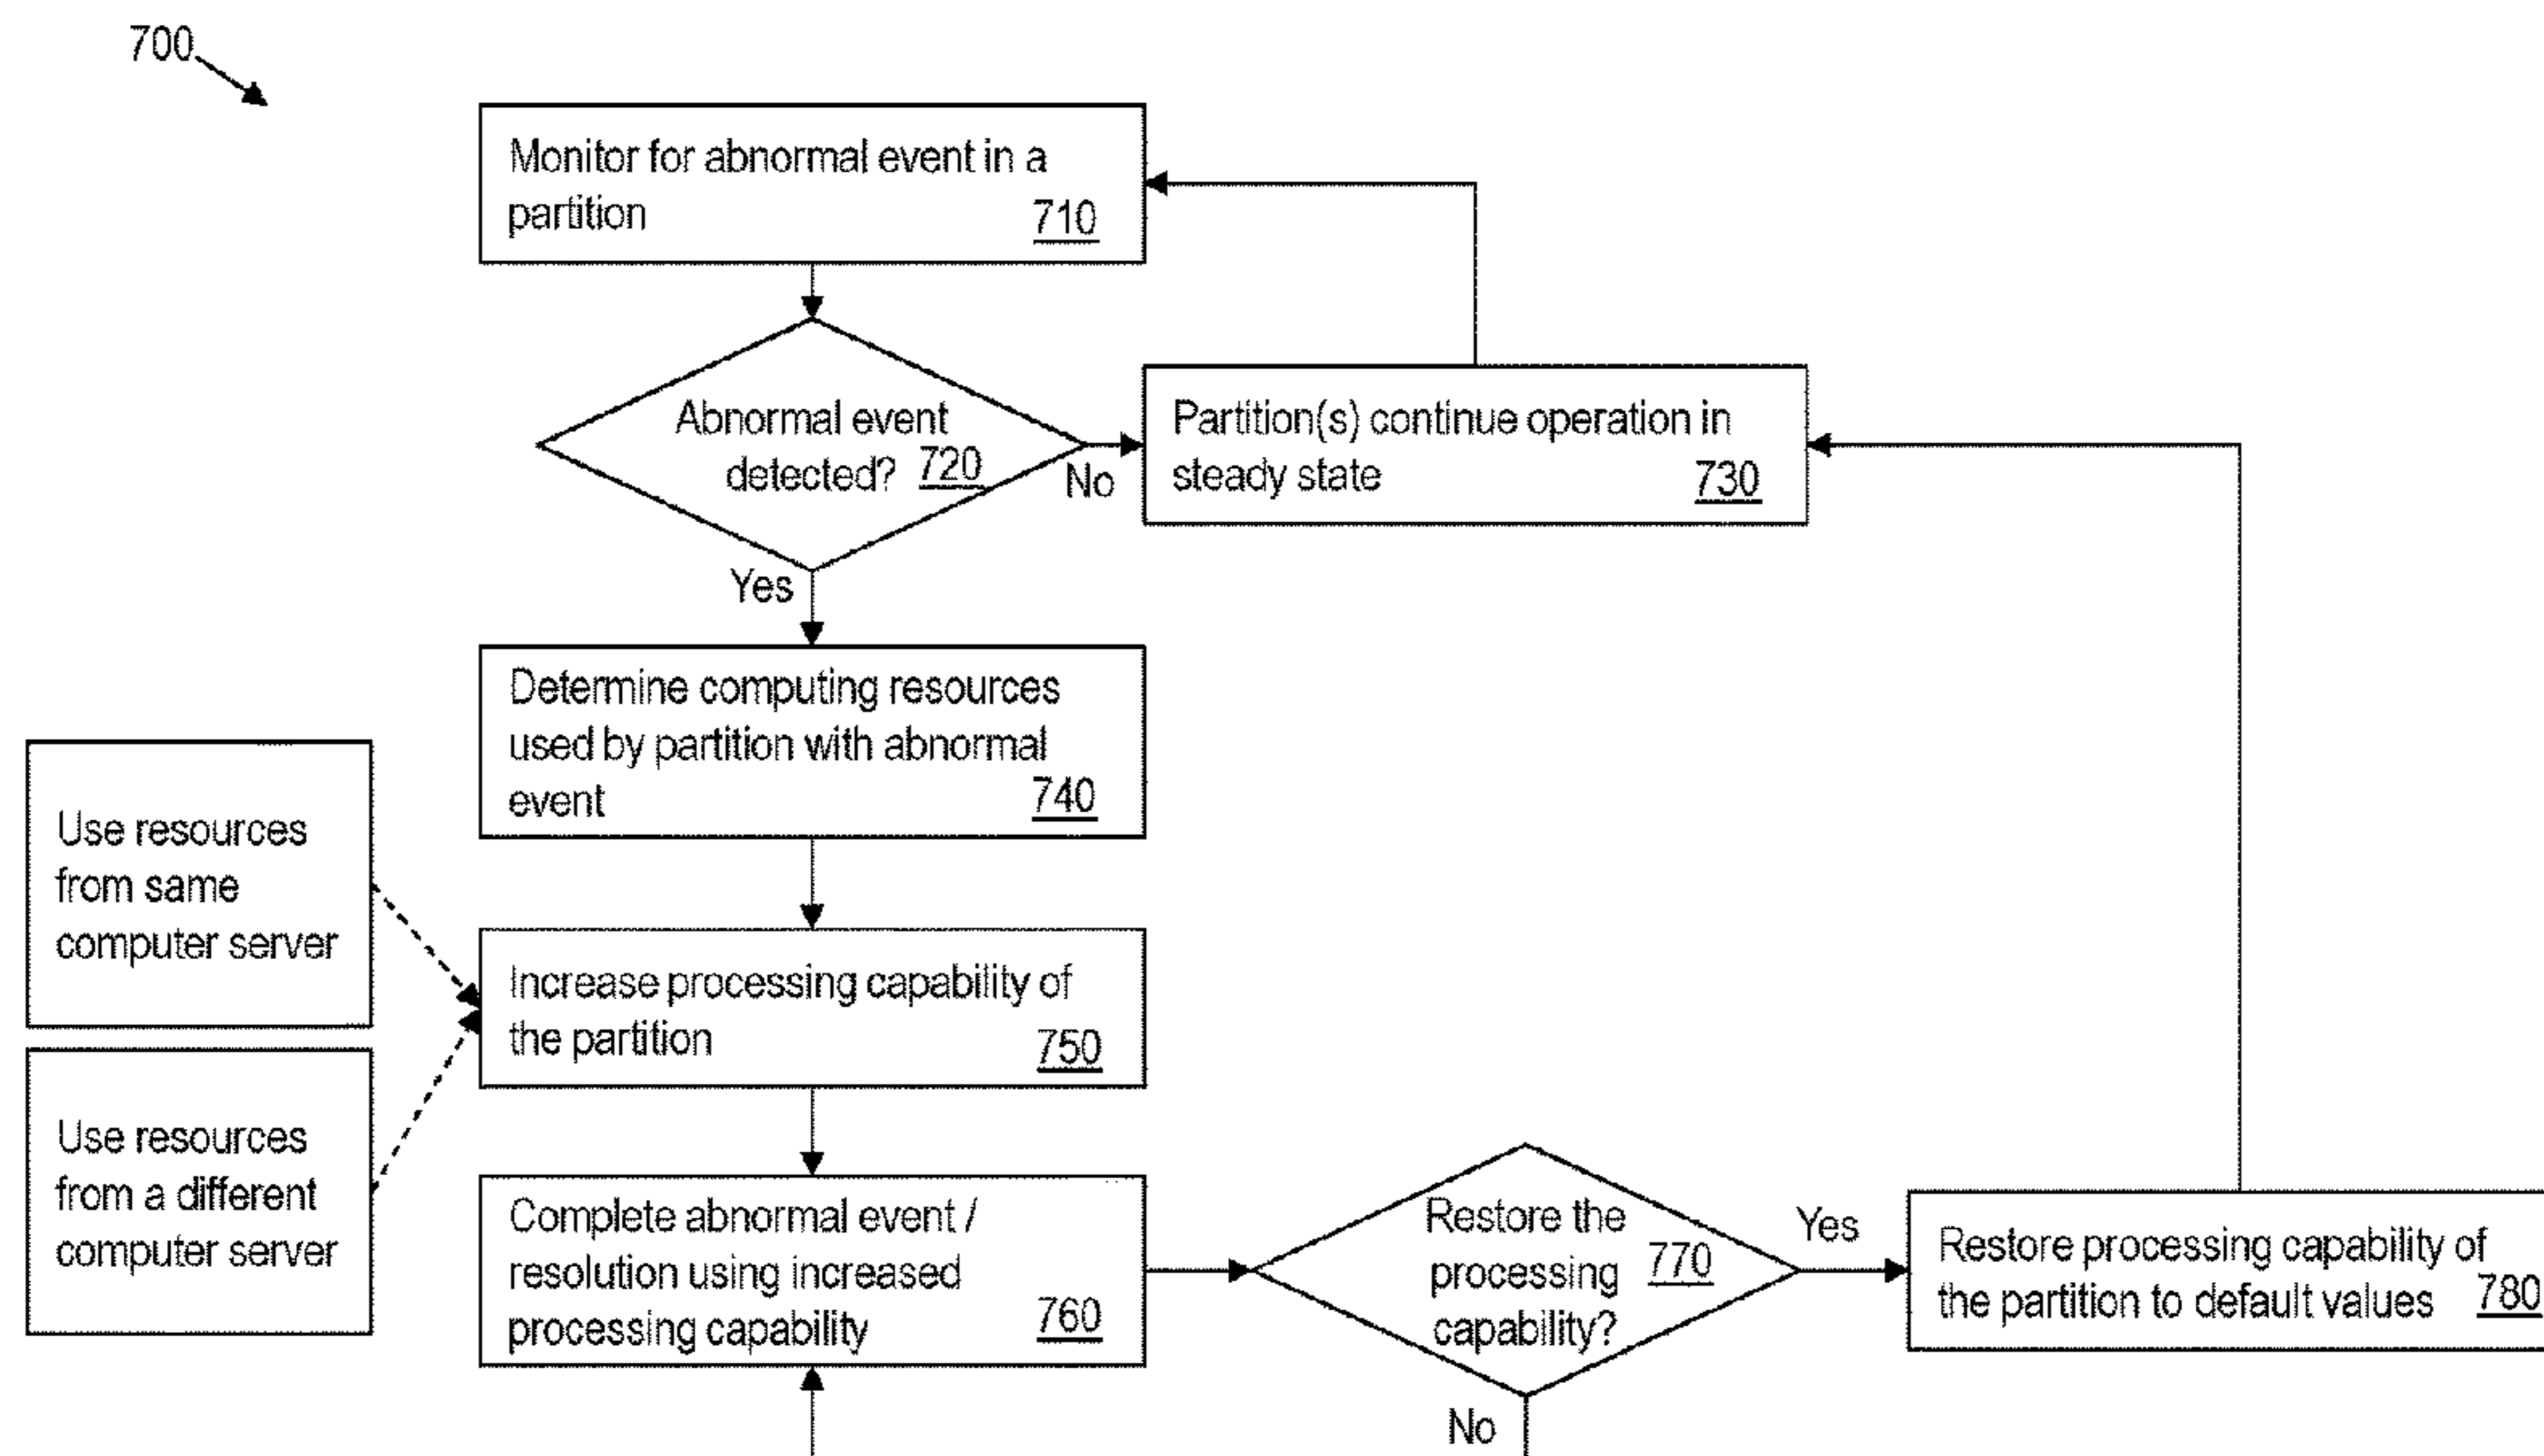 700
Monitor for abnormal event in a
partition 710
Abnormal event
detected? 720
No
Partition(s) continue operation in
steady state 730
Yes
Determine computing resources
used by partition with abnormal
event 740
Use resources
from same
computer server
Increase processing capability of
the partition 750
Use resources
from a different
computer server
Complete abnormal event /
resolution using increased
processing capability 760
Restore the
processing 770
capability?
Yes
Restore processing capability of
the partition to default values 780
No